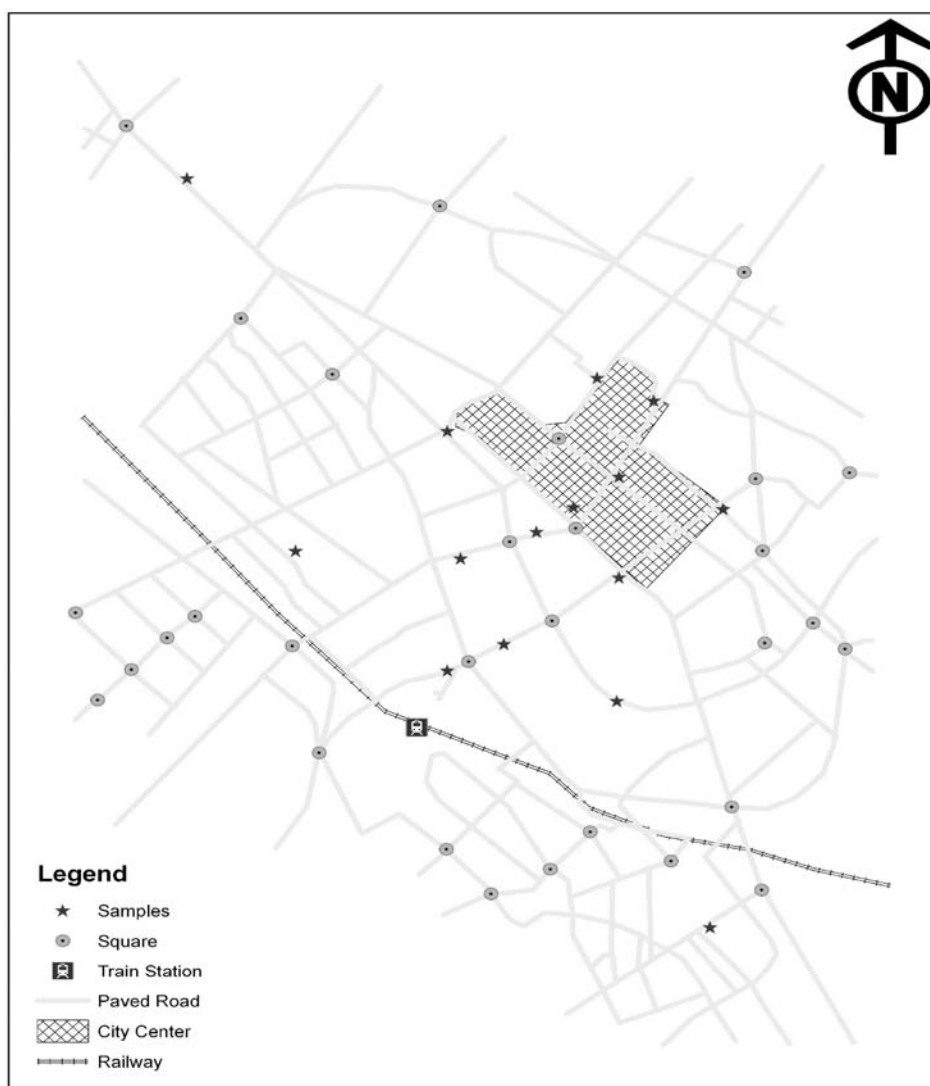 N
Legend
Samples
Square
Train Station
Paved Road
City Center
Railway